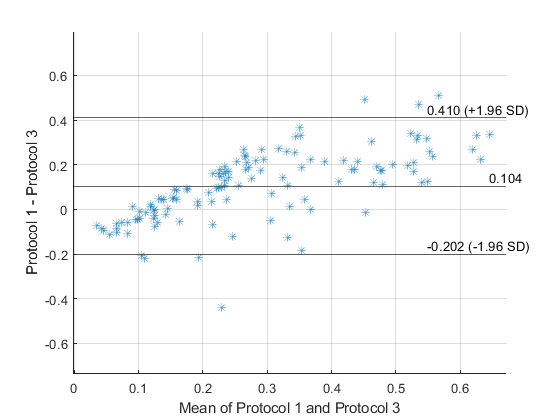 0.6
0.4
0.2
0
-0.2
-0.4
-0.6
0.410 (+1.96 SD)
0.104
-0.202 (-1.96 SD)
Protocol 1 - Protocol 3
0 0.1 0.2 0.3 0.4 0.5 0.6
Mean of Protocol 1 and Protocol 3